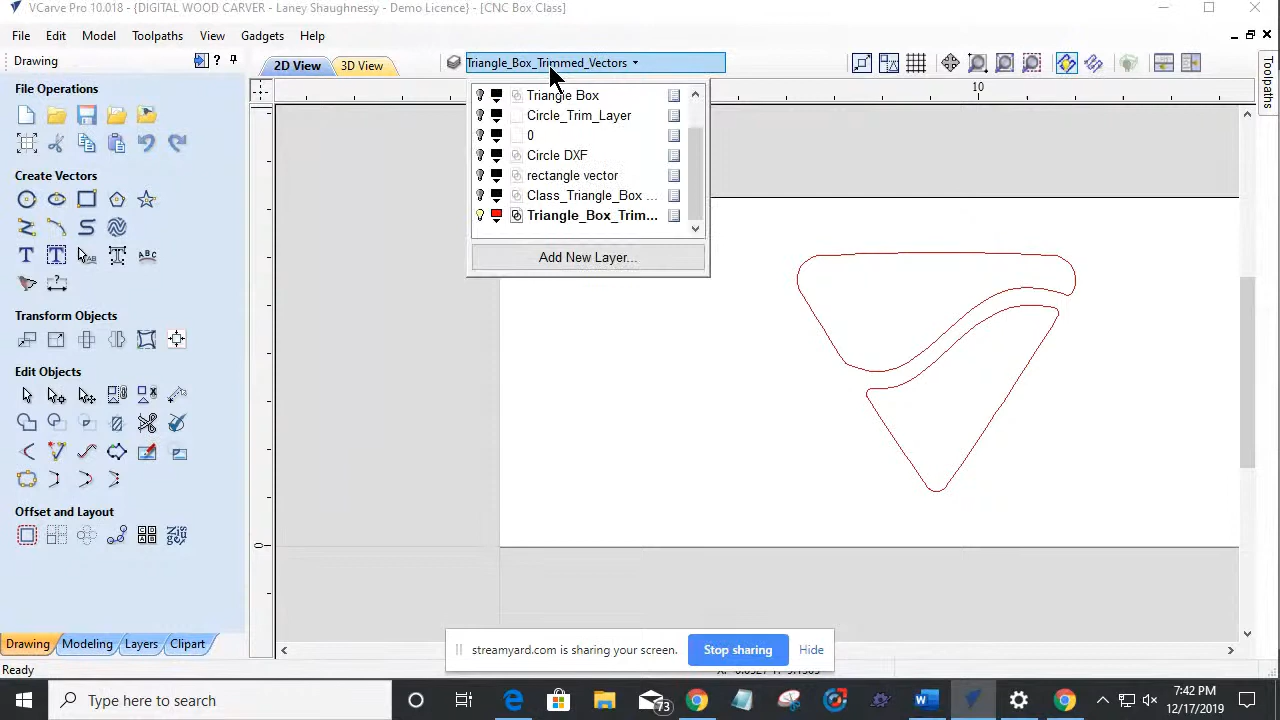 VCarve Pro 10.018 - {DIGITAL WOOD CARVER - Laney Shaughnessy - Demo Licence} - [CNC Box Class]
File Edit Model Toolpaths View Gadgets Help
Drawing
2D View
3D View
Triangle_Box_Trimmed_Vectors
Toolpaths
File Operations
10
Triangle Box
Circle_Trim_Layer
0
Circle DXF
rectangle vector
Class_Triangle_Box ...
Triangle_Box_Trim...
Add New Layer...
Create Vectors
Transform Objects
Edit Objects
Offset and Layout
0
Drawing Modeling Layers Clipart
streamyard.com is sharing your screen.
Stop sharing
Hide
Ready
Type here to search
73
7:42 PM
12/17/2019